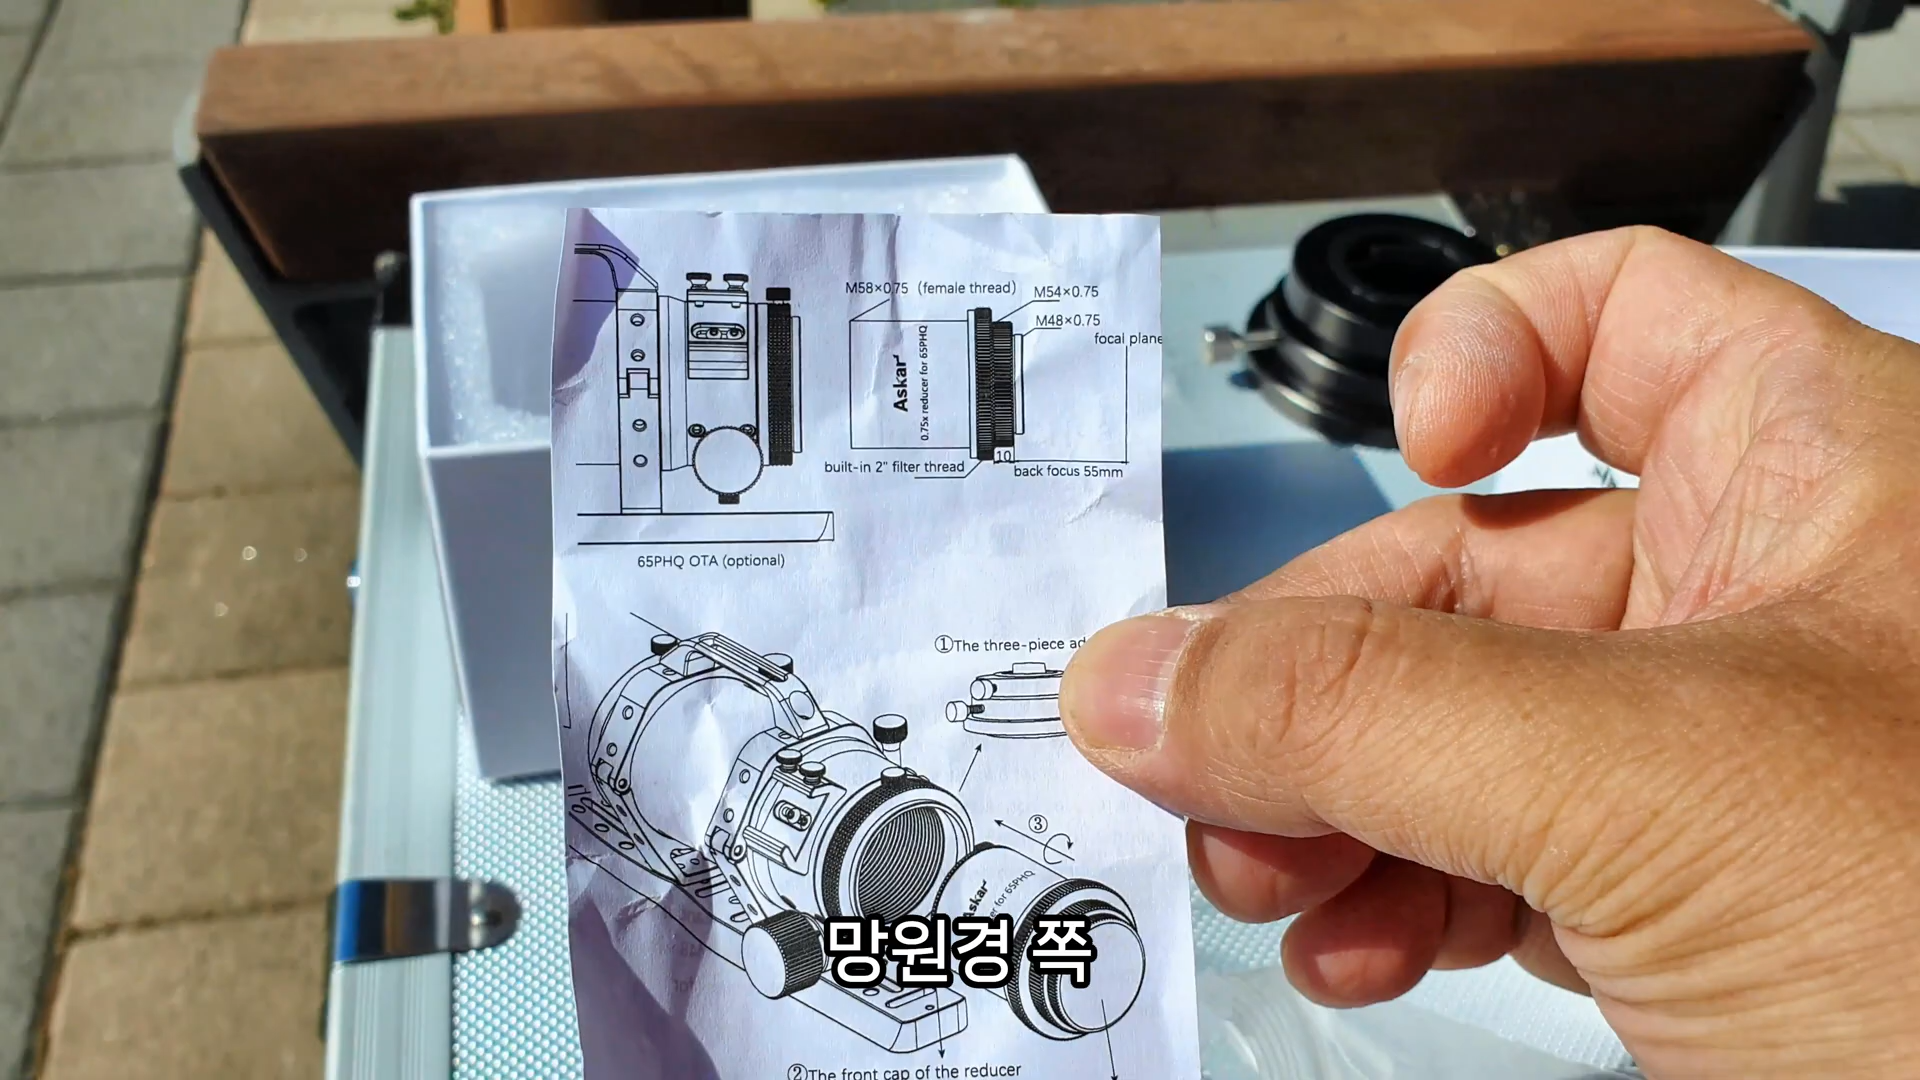 M58×0.75 (female thread)
M54×0.75
M48×0.75
focal plane
Askar
0.75x reducer for 65PHQ
10
built-in 2" filter thread
back focus 55mm
65PHQ OTA (optional)
①The three-piece
③
Askar
for 65PHQ
망원경 쪽
②The front cap of the reducer